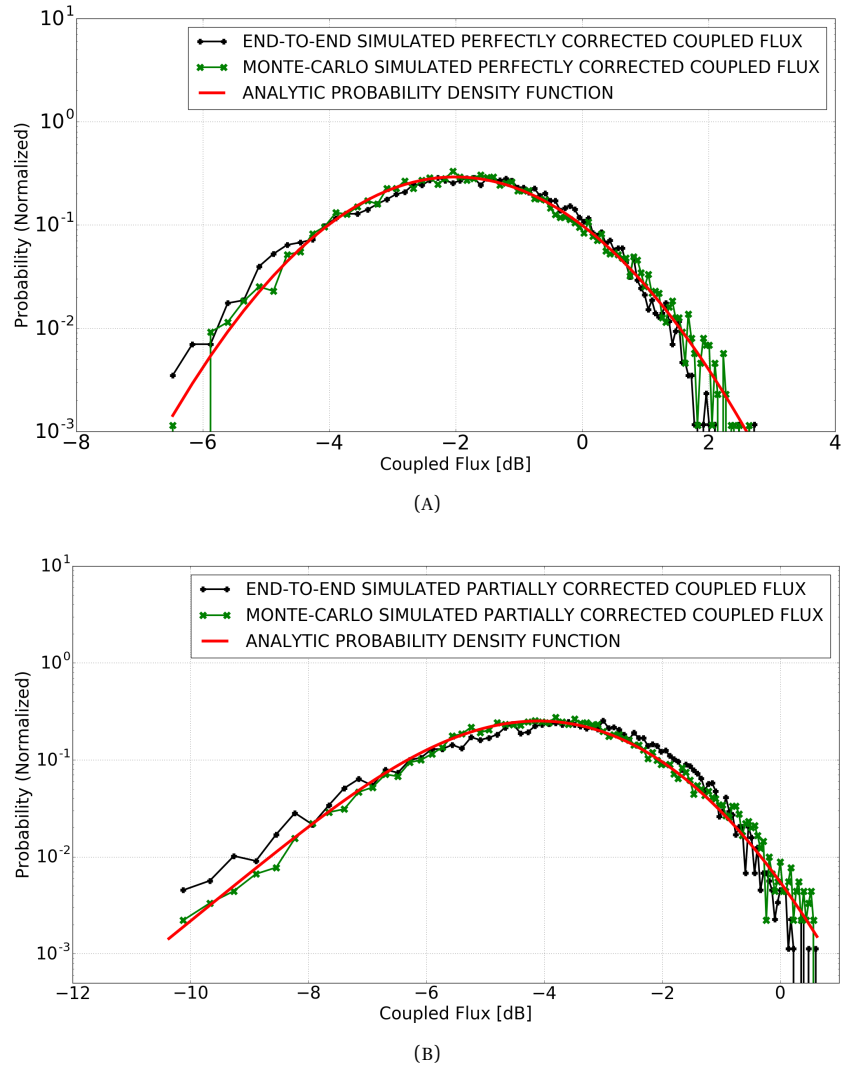 10^1
END-TO-END SIMULATED PERFECTLY CORRECTED COUPLED FLUX
MONTE-CARLO SIMULATED PERFECTLY CORRECTED COUPLED FLUX
ANALYTIC PROBABILITY DENSITY FUNCTION
10^0
Probability (Normalized)
10^-1
10^-2
10^-3
−8 −6 −4 −2 0 2 4
Coupled Flux [dB]
(A)
10^1
END-TO-END SIMULATED PARTIALLY CORRECTED COUPLED FLUX
MONTE-CARLO SIMULATED PARTIALLY CORRECTED COUPLED FLUX
ANALYTIC PROBABILITY DENSITY FUNCTION
10^0
Probability (Normalized)
10^-1
10^-2
10^-3
−12 −10 −8 −6 −4 −2 0
Coupled Flux [dB]
(B)